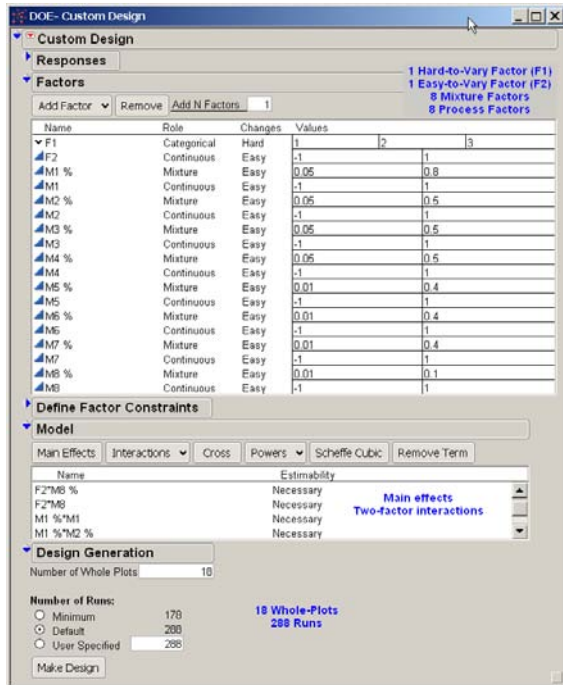 DOE- Custom Design
Custom Design
Responses
1 Hard-to-Vary Factor (F1)
1 Easy-to-Vary Factor (F2)
8 Mixture Factors
8 Process Factors
Factors
Add Factor Remove Add N Factors 1
Name Role Changes Values
F1 Categorical Hard 1 2 3
F2 Continuous Easy -1 1
M1 % Mixture Easy 0.05 0.8
M1 Continuous Easy -1 1
M2 % Mixture Easy 0.05 0.5
M2 Continuous Easy -1 1
M3 % Mixture Easy 0.05 0.5
M3 Continuous Easy -1 1
M4 % Mixture Easy 0.05 0.5
M4 Continuous Easy -1 1
M5 % Mixture Easy 0.01 0.4
M5 Continuous Easy -1 1
M6 % Mixture Easy 0.01 0.4
M6 Continuous Easy -1 1
M7 % Mixture Easy 0.01 0.4
M7 Continuous Easy -1 1
M8 % Mixture Easy 0.01 0.1
M8 Continuous Easy -1 1
Define Factor Constraints
Model
Main Effects Interactions Cross Powers Scheffe Cubic Remove Term
Name Estimability
F2*M8 % Necessary
F2*M8 Necessary
M1 %*M1 Necessary
M1 %*M2 % Necessary
Main effects
Two-factor interactions
Design Generation
Number of Whole Plots 18
Number of Runs:
Minimum 178
Default 288
User Specified 288
18 Whole-Plots
288 Runs
Make Design